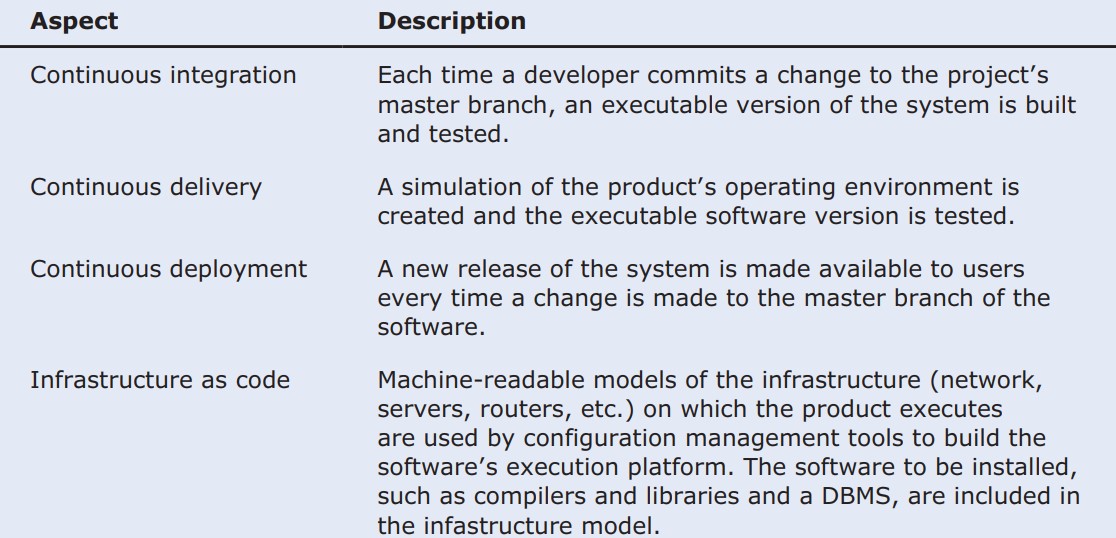 Aspect Description
Continuous integration Each time a developer commits a change to the project’s
master branch, an executable version of the system is built
and tested.
Continuous delivery A simulation of the product’s operating environment is
created and the executable software version is tested.
Continuous deployment A new release of the system is made available to users
every time a change is made to the master branch of the
software.
Infrastructure as code Machine-readable models of the infrastructure (network,
servers, routers, etc.) on which the product executes
are used by configuration management tools to build the
software’s execution platform. The software to be installed,
such as compilers and libraries and a DBMS, are included in
the infastructure model.